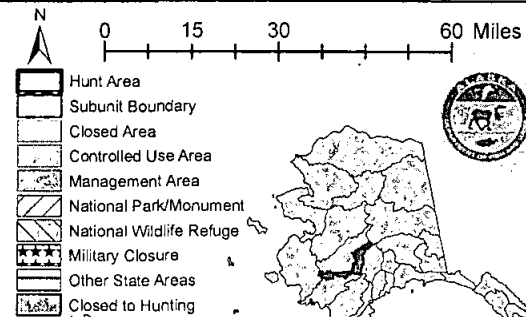 N
0 15 30 60 Miles
Hunt Area
Subunit Boundary
Closed Area
Controlled Use Area
Management Area
National Park/Monument
National Wildlife Refuge
Military Closure
Other State Areas
Closed to Hunting
ALASKA